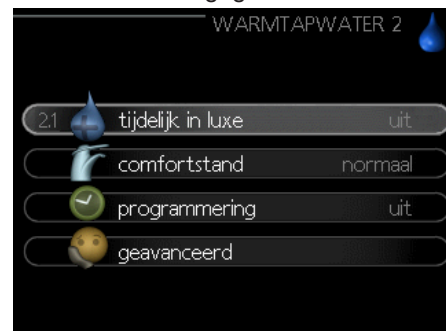 WARMTAPWATER 2
2.1 tijdelijk in luxe uit
comfortstand normaal
programmering uit
geavanceerd